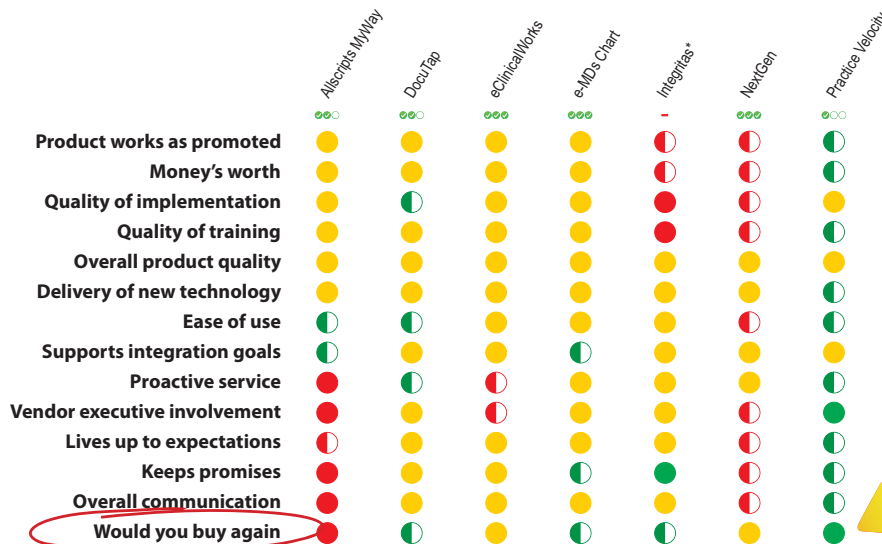 Allscripts MyWay
DocuTap
eClinicalWorks
e-MDs Chart
Integritas*
NextGen
Practice Velocity
Product works as promoted
Money’s worth
Quality of implementation
Quality of training
Overall product quality
Delivery of new technology
Ease of use
Supports integration goals
Proactive service
Vendor executive involvement
Lives up to expectations
Keeps promises
Overall communication
Would you buy again